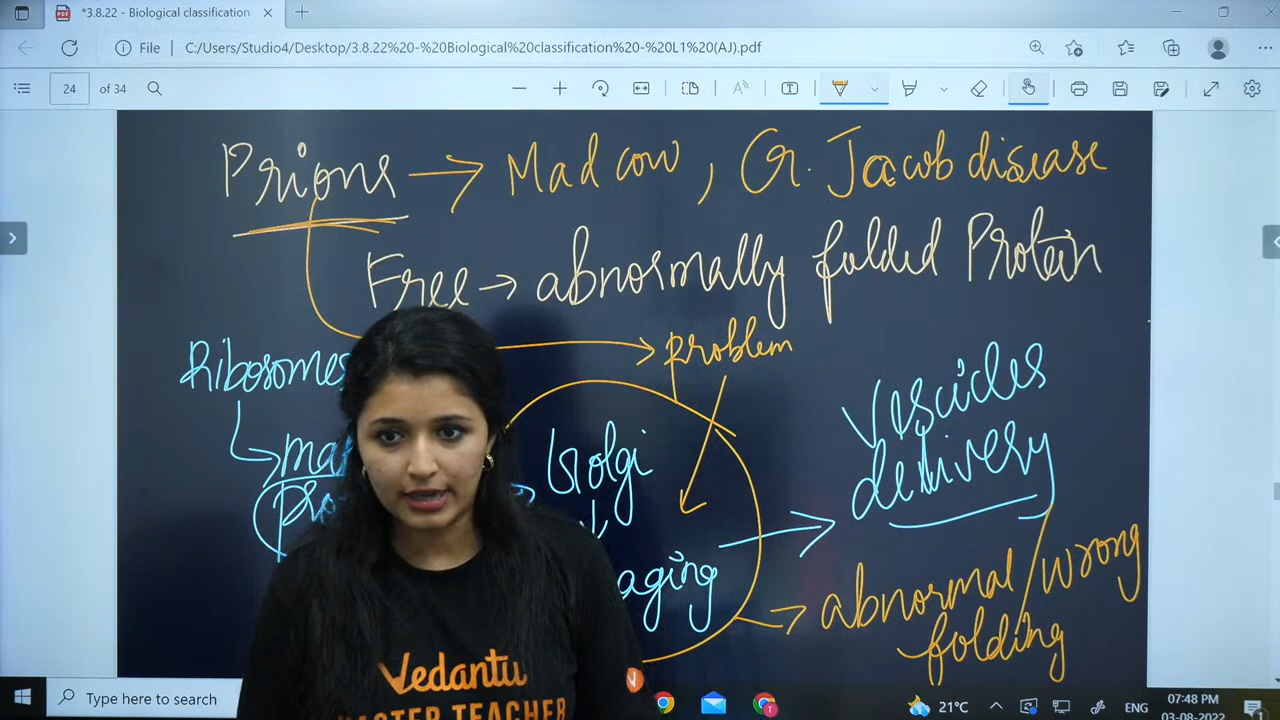 *3.8.22 - Biological classification
File
C:/Users/Studio4/Desktop/3.8.22%20-%20Biological%20classification%20-%20L1%20(AJ).pdf
24 of 34
Prions → Mad cow, Cr. Jacob disease
Free → abnormally folded Protein
Ribosomes → problem
Vescicles
delivery
Golgi
aging
abnormal/wrong
folding
Vedantu
MASTER TEACHER
Type here to search
21°C
ENG
07:48 PM
03-08-2022